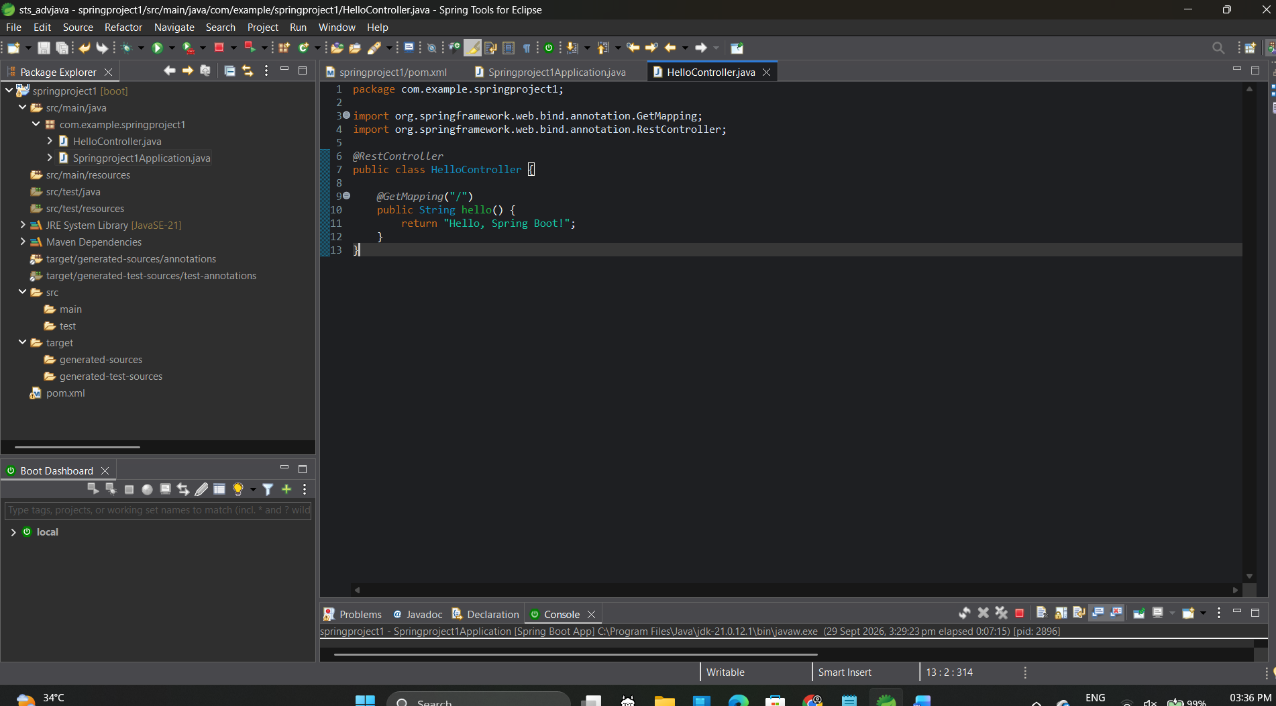 sts_advjava - springproject1/src/main/java/com/example/springproject1/HelloController.java - Spring Tools for Eclipse
File Edit Source Refactor Navigate Search Project Run Window Help
Package Explorer
springproject1 [boot]
src/main/java
com.example.springproject1
HelloController.java
Springproject1Application.java
src/main/resources
src/test/java
src/test/resources
JRE System Library [JavaSE-21]
Maven Dependencies
target/generated-sources/annotations
target/generated-test-sources/test-annotations
src
main
test
target
generated-sources
generated-test-sources
pom.xml
Boot Dashboard
Type tags, projects, or working set names to match (incl. * and ? wild
local
springproject1/pom.xml Springproject1Application.java HelloController.java
1 package com.example.springproject1;
2
3 import org.springframework.web.bind.annotation.GetMapping;
4 import org.springframework.web.bind.annotation.RestController;
5
6 @RestController
7 public class HelloController {
8
9 @GetMapping("/")
10 public String hello() {
11 return "Hello, Spring Boot!";
12 }
13 }
Problems Javadoc Declaration Console
springproject1 - Springproject1Application [Spring Boot App] C:\Program Files\Java\jdk-21.0.12.1\bin\javaw.exe (29 Sept 2026, 3:29:23 pm elapsed 0:07:15) [pid: 2896]
Writable Smart Insert 13 : 2 : 314
34°C
Search
ENG
99%
03:36 PM